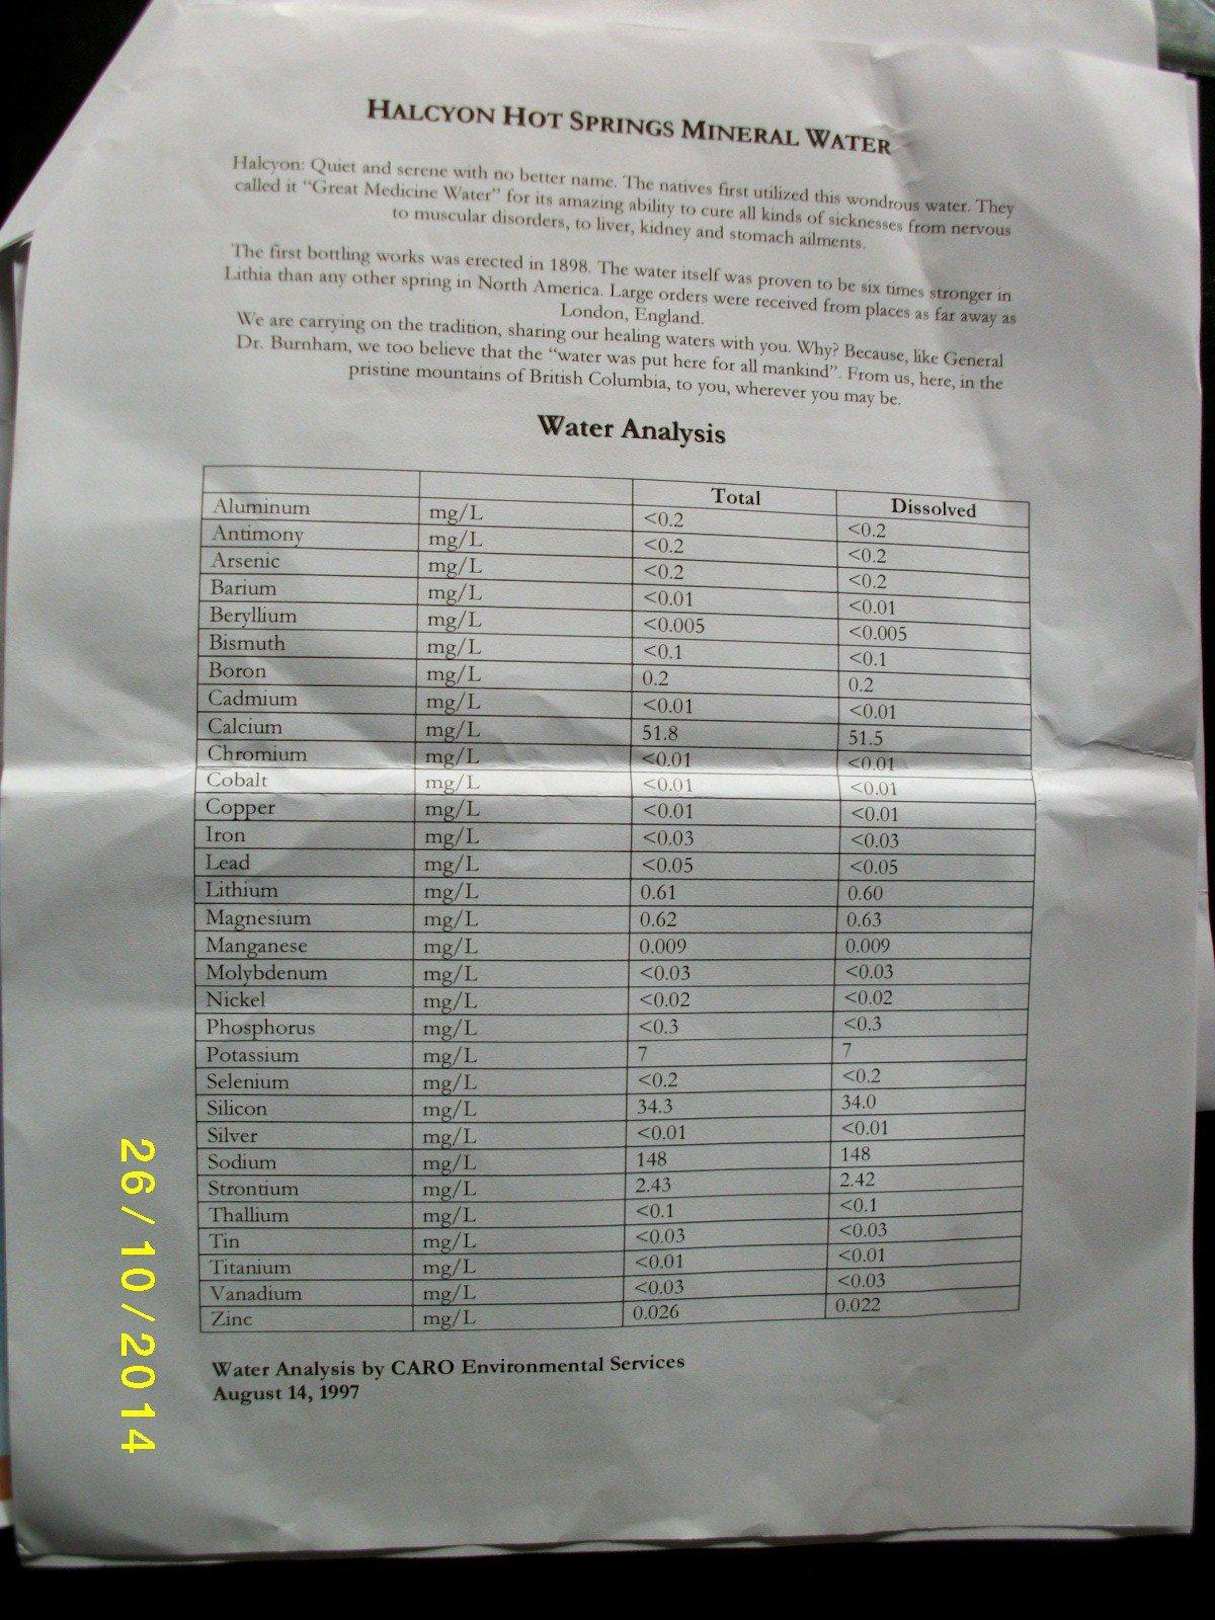 HALCYON HOT SPRINGS MINERAL WATER
Halcyon: Quiet and serene with no better name. The natives first utilized this wondrous water. They
called it "Great Medicine Water" for its amazing ability to cure all kinds of sicknesses from nervous
to muscular disorders, to liver, kidney and stomach ailments.
The first bottling works was erected in 1898. The water itself was proven to be six times stronger in
Lithia than any other spring in North America. Large orders were received from places as far away as
London, England.
We are carrying on the tradition, sharing our healing waters with you. Why? Because, like General
Dr. Burnham, we too believe that the "water was put here for all mankind". From us, here, in the
pristine mountains of British Columbia, to you, wherever you may be.
Water Analysis
Total Dissolved
Aluminum mg/L <0.2 <0.2
Antimony mg/L <0.2 <0.2
Arsenic mg/L <0.2 <0.2
Barium mg/L <0.01 <0.01
Beryllium mg/L <0.005 <0.005
Bismuth mg/L <0.1 <0.1
Boron mg/L 0.2 0.2
Cadmium mg/L <0.01 <0.01
Calcium mg/L 51.8 51.5
Chromium mg/L <0.01 <0.01
Cobalt mg/L <0.01 <0.01
Copper mg/L <0.01 <0.01
Iron mg/L <0.03 <0.03
Lead mg/L <0.05 <0.05
Lithium mg/L 0.61 0.60
Magnesium mg/L 0.62 0.63
Manganese mg/L 0.009 0.009
Molybdenum mg/L <0.03 <0.03
Nickel mg/L <0.02 <0.02
Phosphorus mg/L <0.3 <0.3
Potassium mg/L 7 7
Selenium mg/L <0.2 <0.2
Silicon mg/L 34.3 34.0
Silver mg/L <0.01 <0.01
Sodium mg/L 148 148
Strontium mg/L 2.43 2.42
Thallium mg/L <0.1 <0.1
Tin mg/L <0.03 <0.03
Titanium mg/L <0.01 <0.01
Vanadium mg/L <0.03 <0.03
Zinc mg/L 0.026 0.022
Water Analysis by CARO Environmental Services
August 14, 1997
26/10/2014